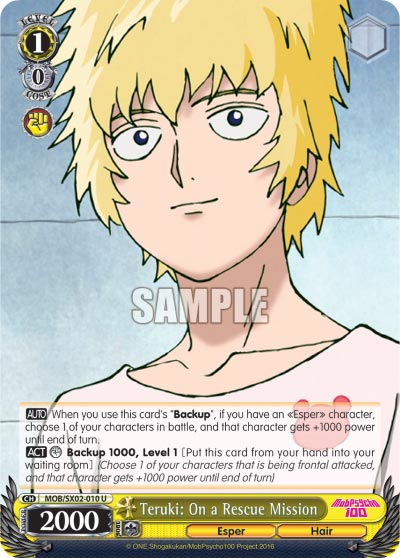 LEVEL
1
0
COST
SAMPLE
AUTO When you use this card's "Backup", if you have an «Esper» character,
choose 1 of your characters in battle, and that character gets +1000 power
until end of turn.
ACT Backup 1000, Level 1 [Put this card from your hand into your
waiting room] (Choose 1 of your characters that is being frontal attacked,
and that character gets +1000 power until end of turn)
CH MOB/SX02-010 U
POWER 2000
NAME Teruki: On a Rescue Mission
MobPsycho
100
Esper Hair
© ONE,Shogakukan/MobPsycho100 Project 2016